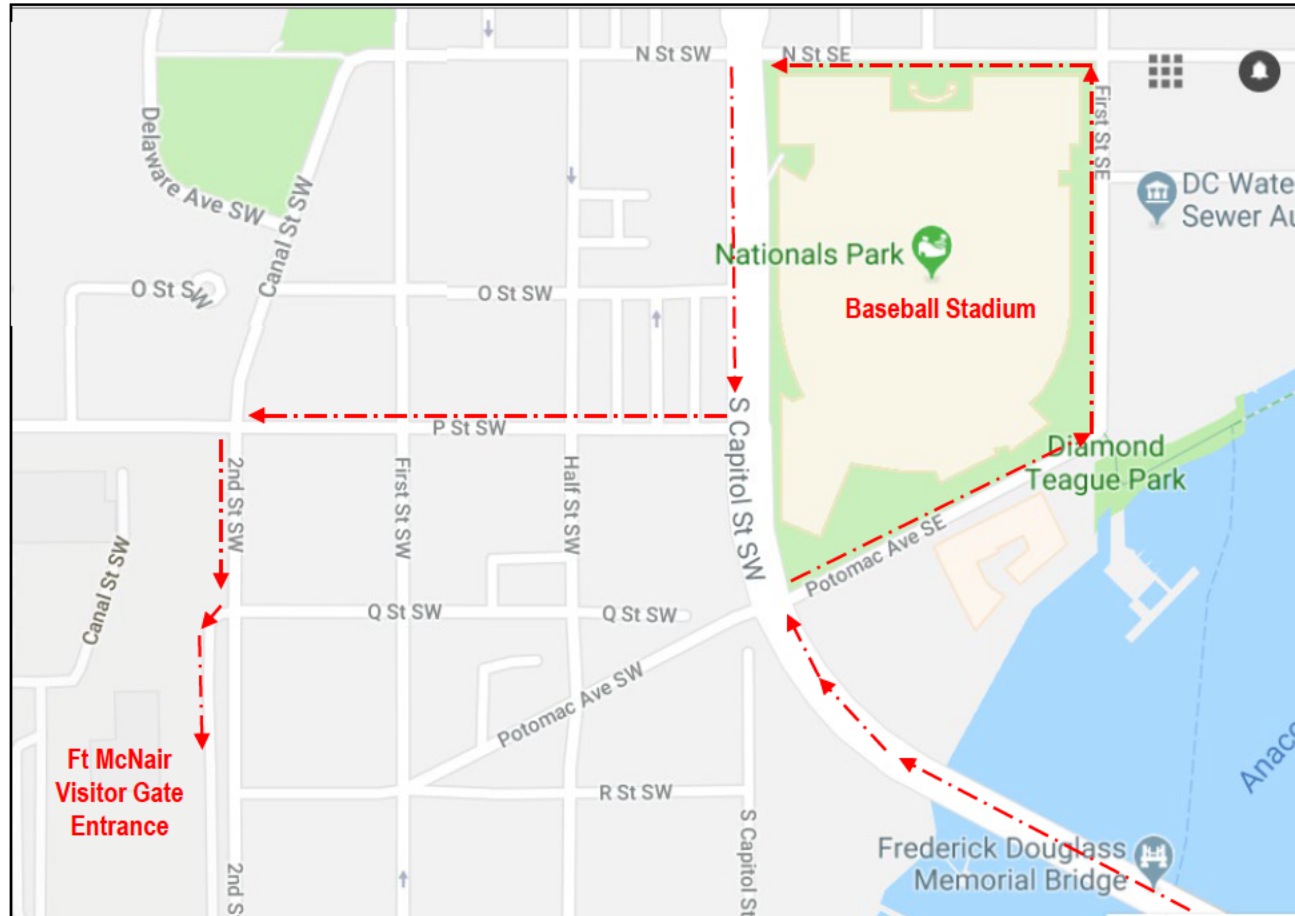 N St SW
N St SE
First St SE
Delaware Ave SW
Canal St SW
DC Wate
Sewer Au
Nationals Park
Baseball Stadium
O St SW
O St SW
P St SW
S Capitol St SW
Diamond
Teague Park
2nd St SW
First St SW
Half St SW
Canal St SW
Potomac Ave SE
Q St SW
Q St SW
Potomac Ave SW
Ft McNair
Visitor Gate
Entrance
R St SW
Anaco
S Capitol St
Frederick Douglass
Memorial Bridge
2nd S